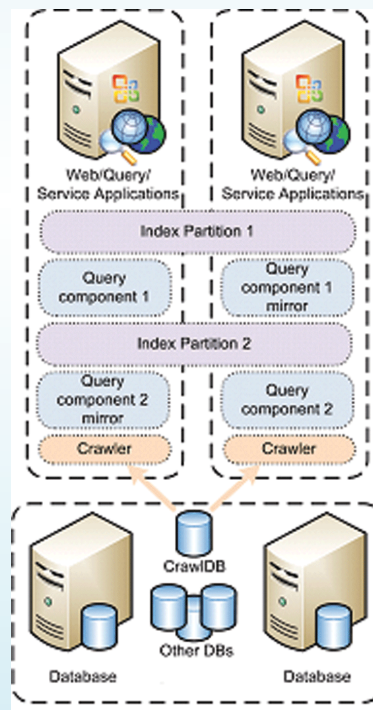 Web/Query/
Service Applications
Web/Query/
Service Applications
Index Partition 1
Query
component 1
Query
component 1
mirror
Index Partition 2
Query
component 2
mirror
Query
component 2
Crawler
Crawler
CrawlDB
Other DBs
Database
Database